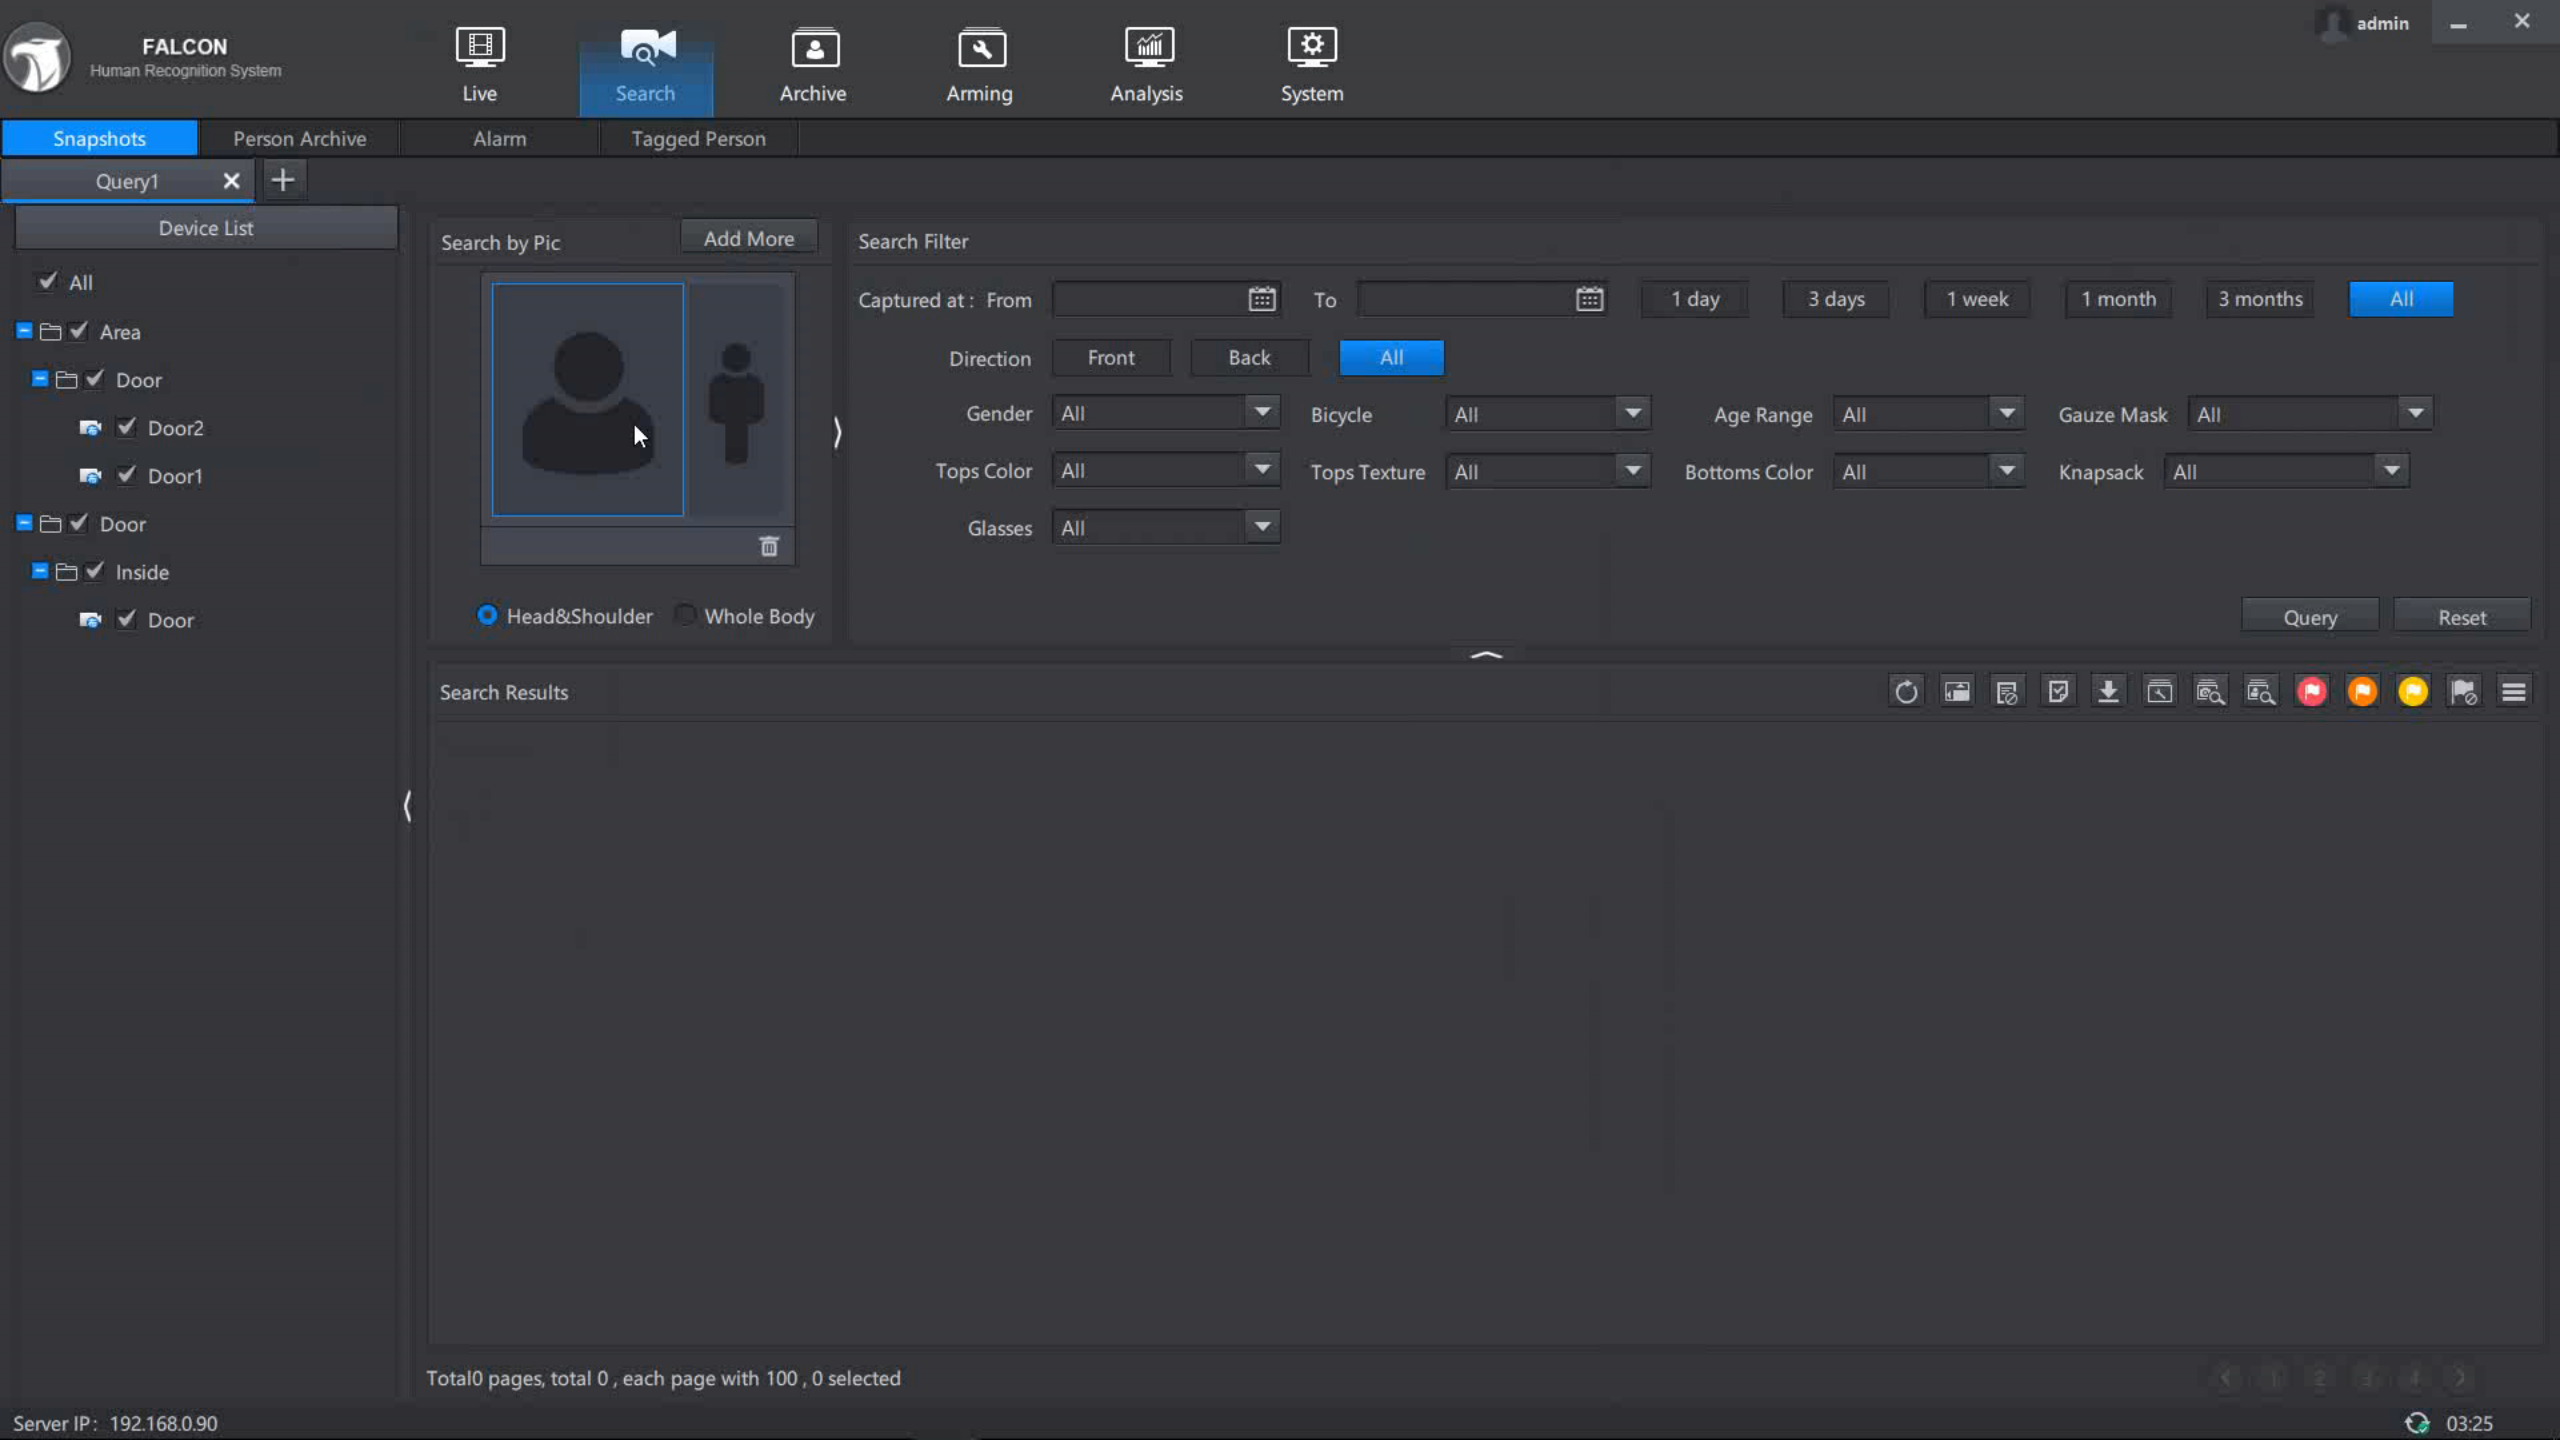 FALCON
Human Recognition System
Live
Search
Archive
Arming
Analysis
System
admin
Snapshots
Person Archive
Alarm
Tagged Person
Query1
Device List
All
Area
Door
Door2
Door1
Door
Inside
Door
Search by Pic
Add More
Head&Shoulder
Whole Body
Search Filter
Captured at : From
To
1 day
3 days
1 week
1 month
3 months
All
Direction
Front
Back
All
Gender
All
Bicycle
All
Age Range
All
Gauze Mask
All
Tops Color
All
Tops Texture
All
Bottoms Color
All
Knapsack
All
Glasses
All
Query
Reset
Search Results
Total0 pages, total 0 , each page with 100 , 0 selected
1
2
3
4
Server IP : 192.168.0.90
03:25